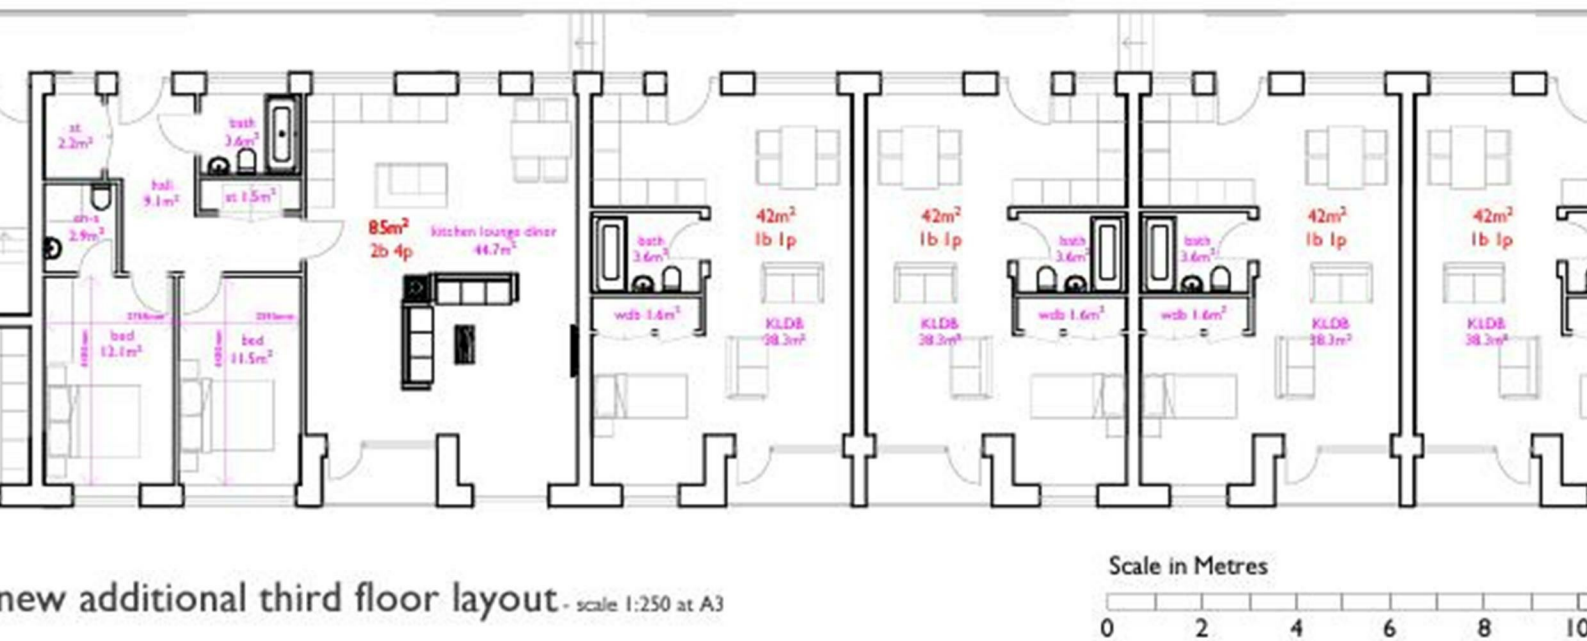 st
2.2m²
bath
3.6m²
hall
9.1m²
st 1.5m²
en-s
2.9m²
85m²
2b 4p
kitchen lounge diner
44.7m²
bed
12.1m²
bed
11.5m²
bath
3.6m²
wdb 1.6m²
42m²
1b 1p
KLDB
38.3m²
42m²
1b 1p
KLDB
38.3m²
bath
3.6m²
wdb 1.6m²
bath
3.6m²
wdb 1.6m²
42m²
1b 1p
KLDB
38.3m²
42m²
1b 1p
KLDB
38.3m²
new additional third floor layout - scale 1:250 at A3
Scale in Metres
0 2 4 6 8 10